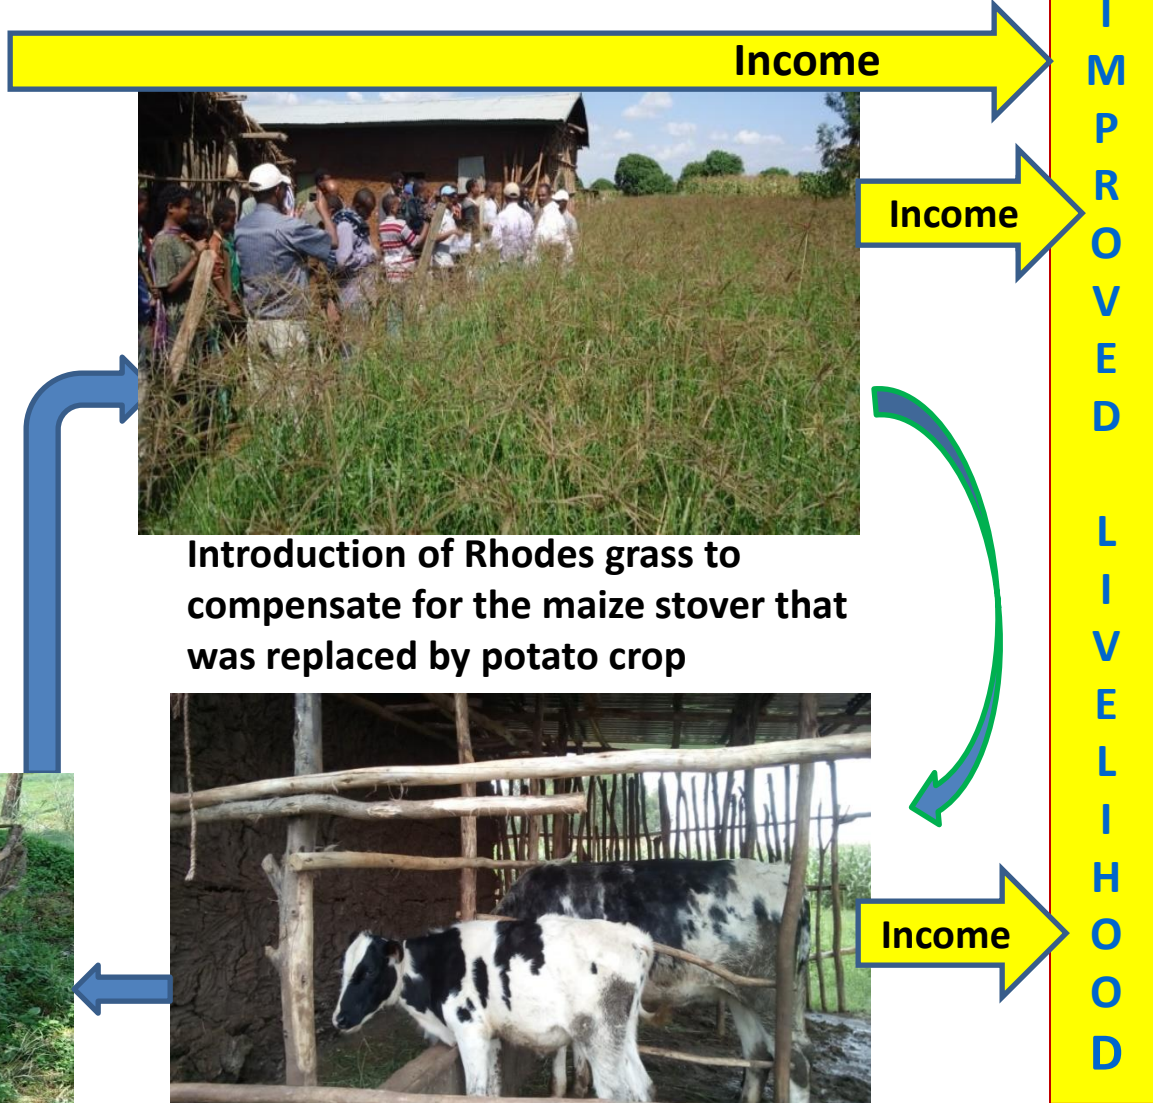 Income
Income
Introduction of Rhodes grass to
compensate for the maize stover that
was replaced by potato crop
Income
I
M
P
R
O
V
E
D
L
I
V
E
L
I
H
O
O
D